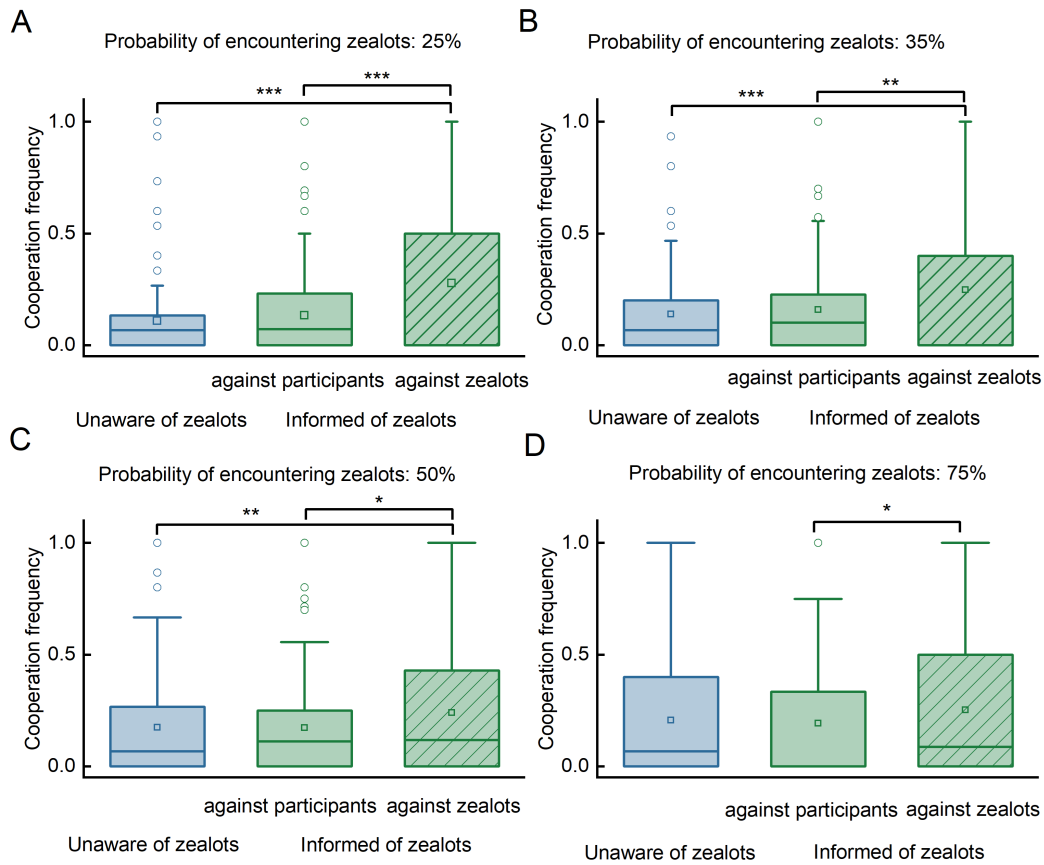 A
Probability of encountering zealots: 25%
***
***
Cooperation frequency
1.0
0.5
0.0
against participants
against zealots
Unaware of zealots
Informed of zealots
B
Probability of encountering zealots: 35%
***
**
Cooperation frequency
1.0
0.5
0.0
against participants
against zealots
Unaware of zealots
Informed of zealots
C
Probability of encountering zealots: 50%
**
*
Cooperation frequency
1.0
0.5
0.0
against participants
against zealots
Unaware of zealots
Informed of zealots
D
Probability of encountering zealots: 75%
*
Cooperation frequency
1.0
0.5
0.0
against participants
against zealots
Unaware of zealots
Informed of zealots